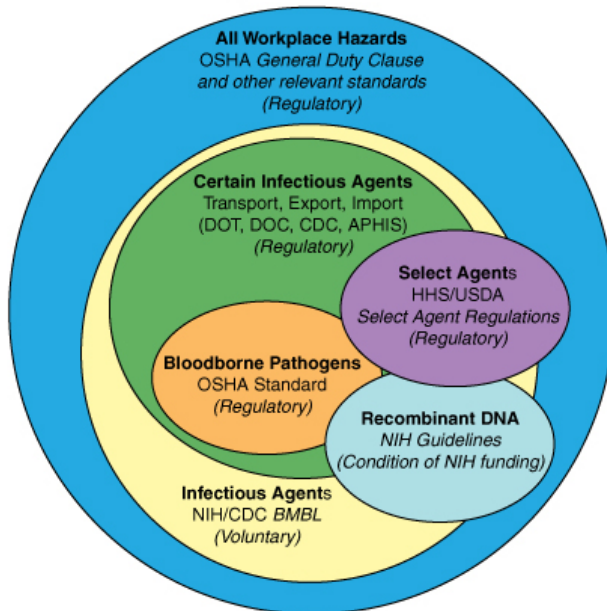 All Workplace Hazards
OSHA General Duty Clause
and other relevant standards
(Regulatory)
Certain Infectious Agents
Transport, Export, Import
(DOT, DOC, CDC, APHIS)
(Regulatory)
Select Agents
HHS/USDA
Select Agent Regulations
(Regulatory)
Bloodborne Pathogens
OSHA Standard
(Regulatory)
Recombinant DNA
NIH Guidelines
(Condition of NIH funding)
Infectious Agents
NIH/CDC BMBL
(Voluntary)